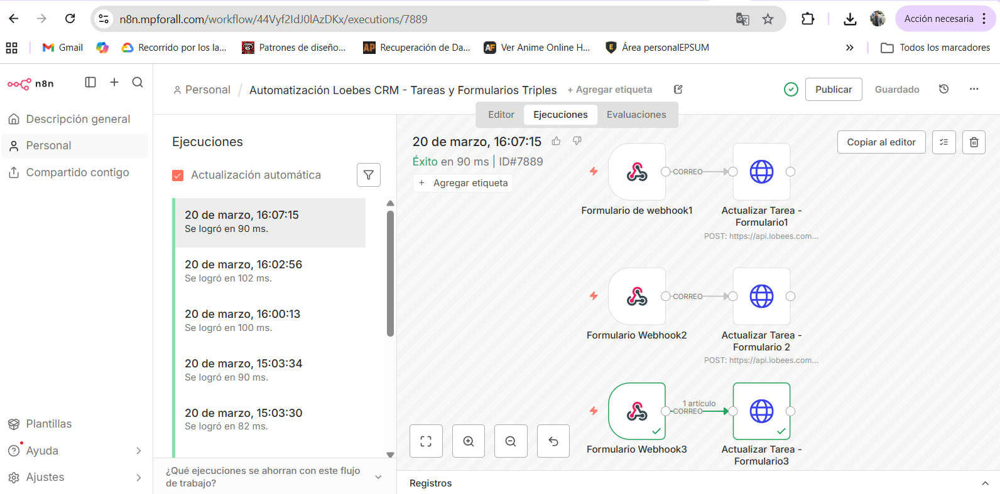 n8n.mpforall.com/workflow/44Vyf2IdJ0lAzDKx/executions/7889
Acción necesaria
Gmail
Recorrido por los la...
Patrones de diseño...
Recuperación de Da...
Ver Anime Online H...
Área personalEPSUM
»
Todos los marcadores
n8n
Personal / Automatización Loebes CRM - Tareas y Formularios Triples
+ Agregar etiqueta
Publicar
Guardado
Editor
Ejecuciones
Evaluaciones
Descripción general
Personal
Compartido contigo
Plantillas
Ayuda
Ajustes
Ejecuciones
Actualización automática
20 de marzo, 16:07:15
Se logró en 90 ms.
20 de marzo, 16:02:56
Se logró en 102 ms.
20 de marzo, 16:00:13
Se logró en 100 ms.
20 de marzo, 15:03:34
Se logró en 90 ms.
20 de marzo, 15:03:30
Se logró en 82 ms.
¿Qué ejecuciones se ahorran con este flujo
de trabajo?
20 de marzo, 16:07:15
Éxito en 90 ms | ID#7889
+ Agregar etiqueta
Copiar al editor
CORREO
Formulario de webhook1
Actualizar Tarea -
Formulario1
POST: https://api.lobees.com...
CORREO
Formulario Webhook2
Actualizar Tarea -
Formulario 2
POST: https://api.lobees.com...
1 artículo
CORREO
Formulario Webhook3
Actualizar Tarea -
Formulario3
Registros